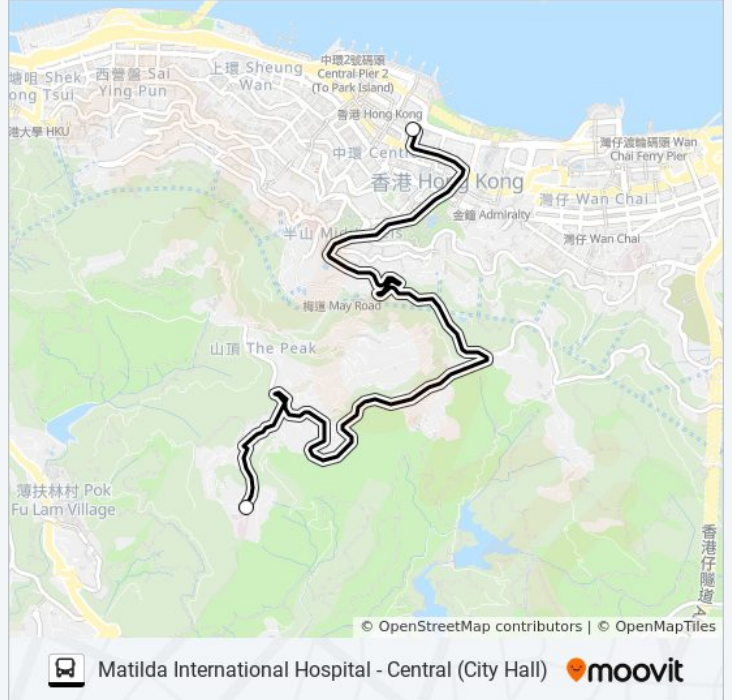 中環2號碼頭
Central Pier 2
(To Park Island)
上環 Sheung
Wan
西營盤 Sai
Ying Pun
塘咀 Shek
ong Tsui
港大學 HKU
香港 Hong Kong
中環 Centr
香港 Hong Kong
灣仔渡輪碼頭 Wan
Chai Ferry Pier
灣仔 Wan Chai
金鐘 Admiralty
灣仔 Wan Chai
半山 Mid-Levels
梅道 May Road
山頂 The Peak
薄扶林村 Pok
Fu Lam Village
香港仔隧道 A
© OpenStreetMap contributors | © OpenMapTiles
Matilda International Hospital - Central (City Hall)
moovit